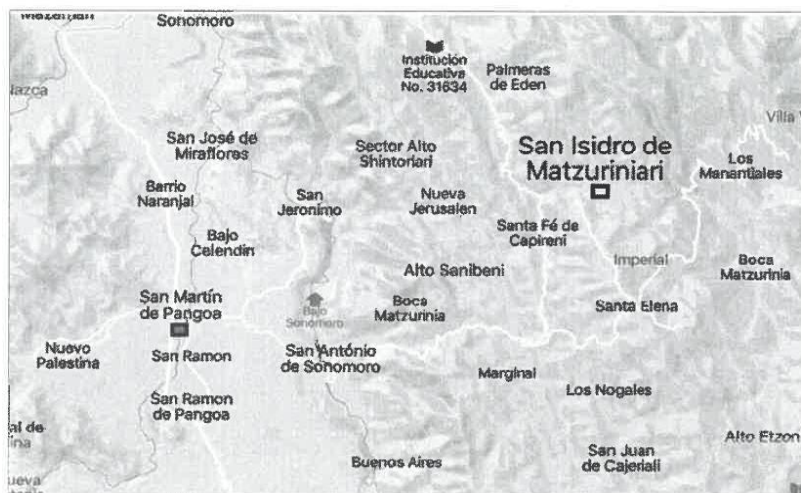 Sonomoro
Institución
Educativa
No. 31634
Palmeras
de Eden
San José de
Miraflores
Sector Alto
Shintoriari
San Isidro de
Matzuriniari
Los
Manantiales
Barrio
Naranjal
San
Jeronímo
Nueva
Jerusalen
Santa Fé de
Capireni
Bajo
Celendin
Alto Sanibeni
Imperial
Boca
Matzurinia
San Martín
de Pangoa
Bajo
Sonomoro
Boca
Matzurinia
Santa Elena
Nuevo
Palestina
San Ramon
San António
de Sonomoro
Marginal
Los Nogales
San Ramon
de Pangoa
Buenos Aires
San Juan
de Cajeriali
Alto Etzon